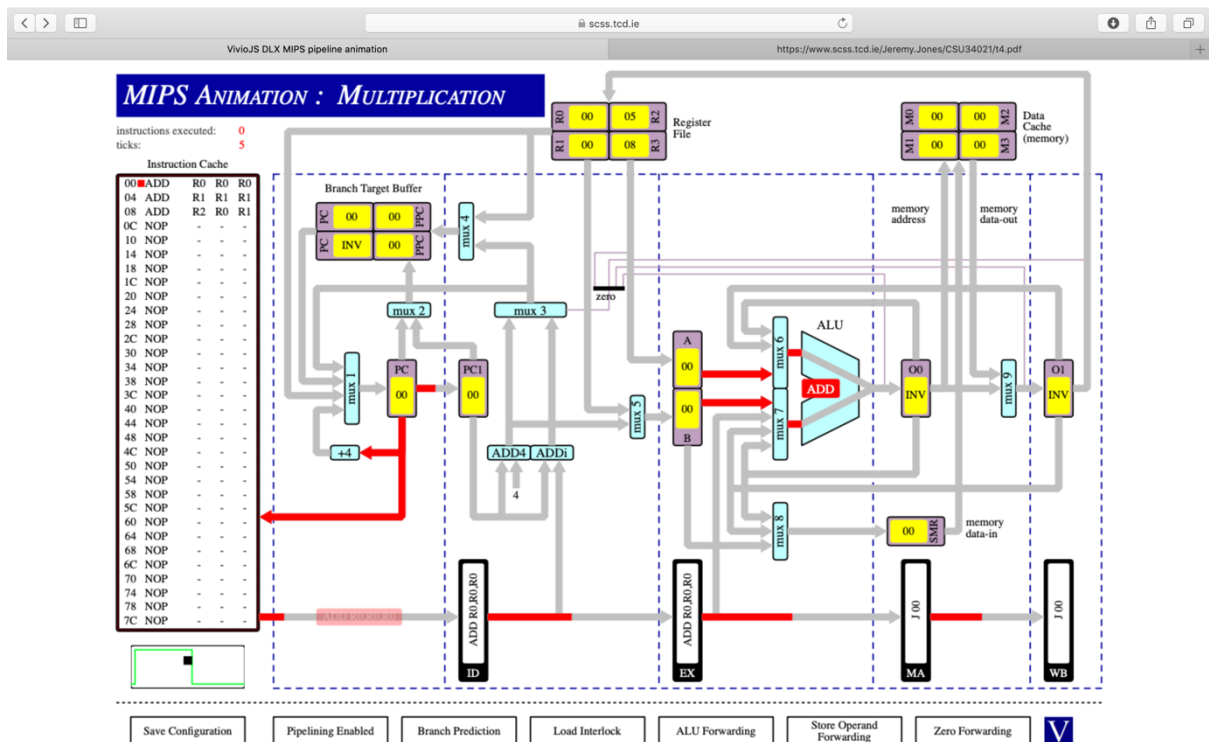 scss.tcd.ie
VivioJS DLX MIPS pipeline animation
https://www.scss.tcd.ie/Jeremy.Jones/CSU34021/t4.pdf
MIPS ANIMATION : MULTIPLICATION
instructions executed: 0
ticks: 5
Instruction Cache
00 ADD R0 R0 R0
04 ADD R1 R1 R1
08 ADD R2 R0 R1
0C NOP - - -
10 NOP - - -
14 NOP - - -
18 NOP - - -
1C NOP - - -
20 NOP - - -
24 NOP - - -
28 NOP - - -
2C NOP - - -
30 NOP - - -
34 NOP - - -
38 NOP - - -
3C NOP - - -
40 NOP - - -
44 NOP - - -
48 NOP - - -
4C NOP - - -
50 NOP - - -
54 NOP - - -
58 NOP - - -
5C NOP - - -
60 NOP - - -
64 NOP - - -
68 NOP - - -
6C NOP - - -
70 NOP - - -
74 NOP - - -
78 NOP - - -
7C NOP - - -
R0 00 05 R2
R1 00 08 R3
Register
File
M0 00 00 M2
M1 00 00 M3
Data
Cache
(memory)
Branch Target Buffer
PC 00 00 PPC
PC INV 00 PPC
mux 4
memory
address
memory
data-out
zero
mux 2
mux 3
mux 1
PC
00
PC1
00
+4
ADD4
ADDi
4
mux 5
A
00
00
B
mux 6
mux 7
ALU
ADD
O0
INV
mux 9
O1
INV
mux 8
00 SMR
memory
data-in
ADD R0,R0,R0
ADD R0,R0,R0
ID
ADD R0,R0,R0
EX
J 00
MA
J 00
WB
Save Configuration
Pipelining Enabled
Branch Prediction
Load Interlock
ALU Forwarding
Store Operand
Forwarding
Zero Forwarding
V